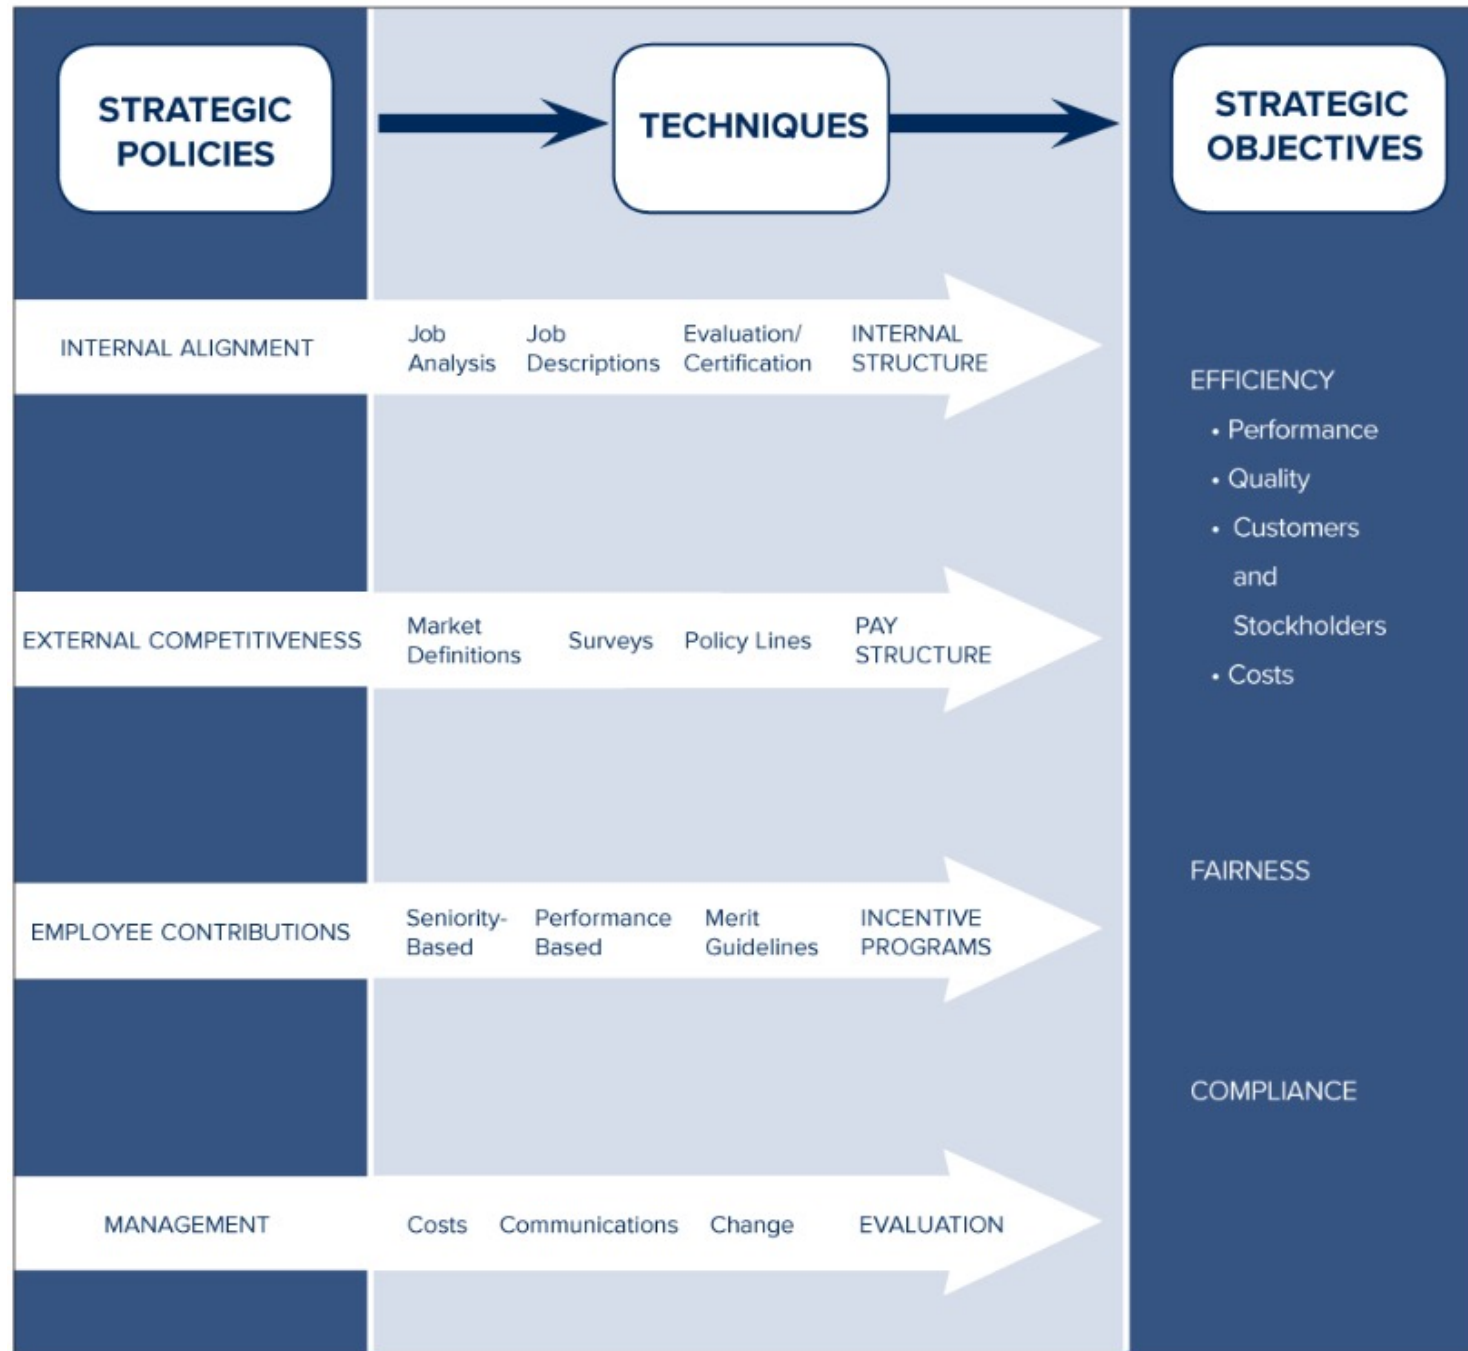 STRATEGIC
POLICIES
TECHNIQUES
STRATEGIC
OBJECTIVES
INTERNAL ALIGNMENT
Job
Analysis
Job
Descriptions
Evaluation/
Certification
INTERNAL
STRUCTURE
EXTERNAL COMPETITIVENESS
Market
Definitions
Surveys
Policy Lines
PAY
STRUCTURE
EMPLOYEE CONTRIBUTIONS
Seniority-
Based
Performance
Based
Merit
Guidelines
INCENTIVE
PROGRAMS
MANAGEMENT
Costs
Communications
Change
EVALUATION
EFFICIENCY
• Performance
• Quality
• Customers
and
Stockholders
• Costs
FAIRNESS
COMPLIANCE